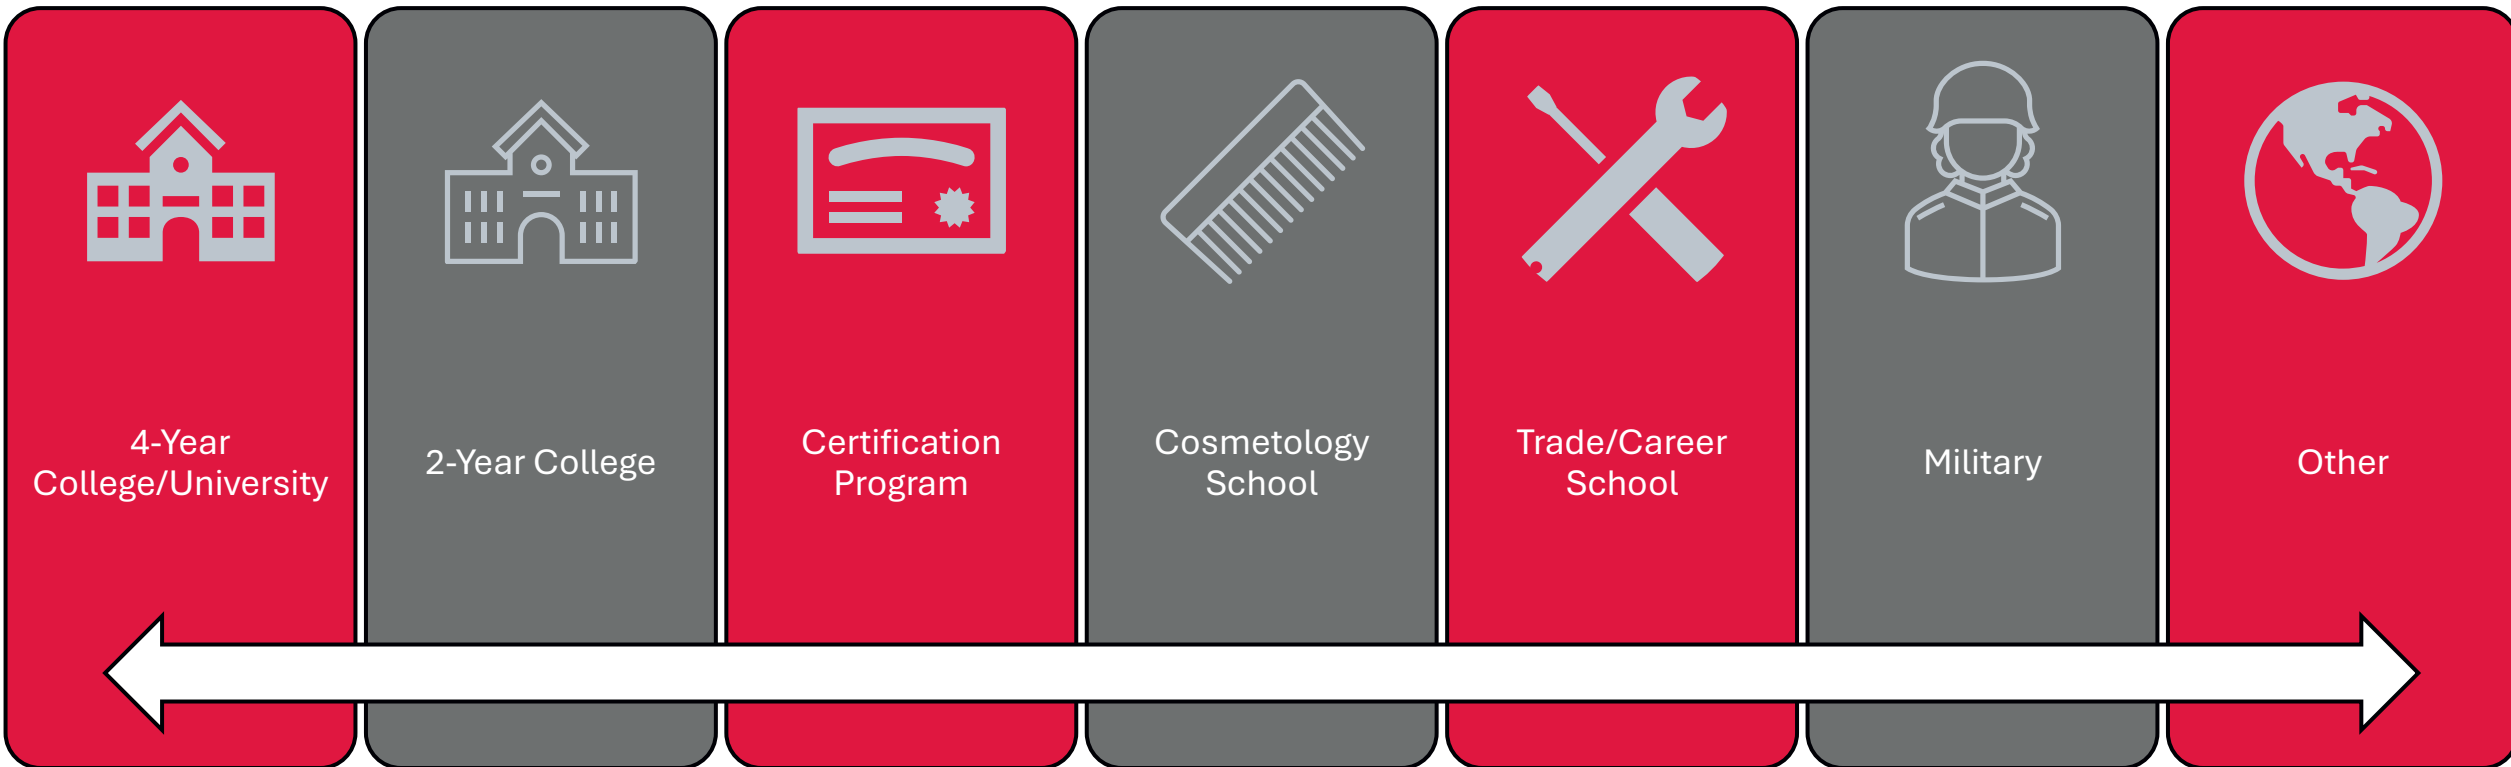 4-Year
College/University
2-Year College
Certification
Program
Cosmetology
School
Trade/Career
School
Military
Other